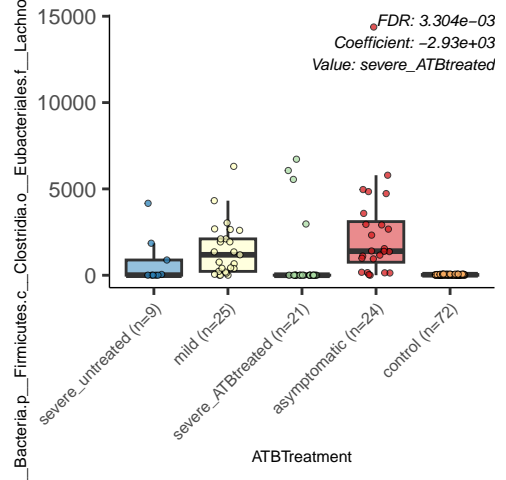 FDR: 3.304e−03
Coefficient: −2.93e+03
Value: severe_ATBtreated
15000
10000
5000
0
__Bacteria.p__Firmicutes.c__Clostridia.o__Eubacteriales.f__Lachno
severe_untreated (n=9)
mild (n=25)
severe_ATBtreated (n=21)
asymptomatic (n=24)
control (n=72)
ATBTreatment